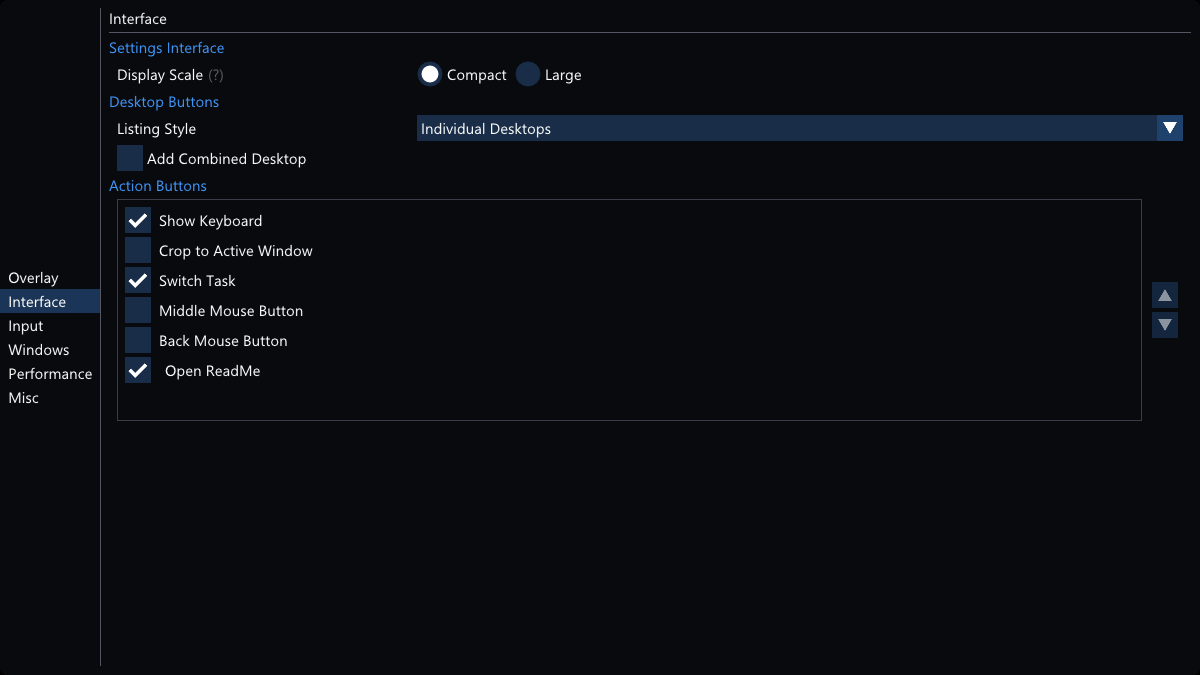 Interface
Settings Interface
Display Scale (?) Compact Large
Desktop Buttons
Listing Style Individual Desktops
Add Combined Desktop
Action Buttons
Show Keyboard
Crop to Active Window
Switch Task
Middle Mouse Button
Back Mouse Button
Open ReadMe
Overlay
Interface
Input
Windows
Performance
Misc